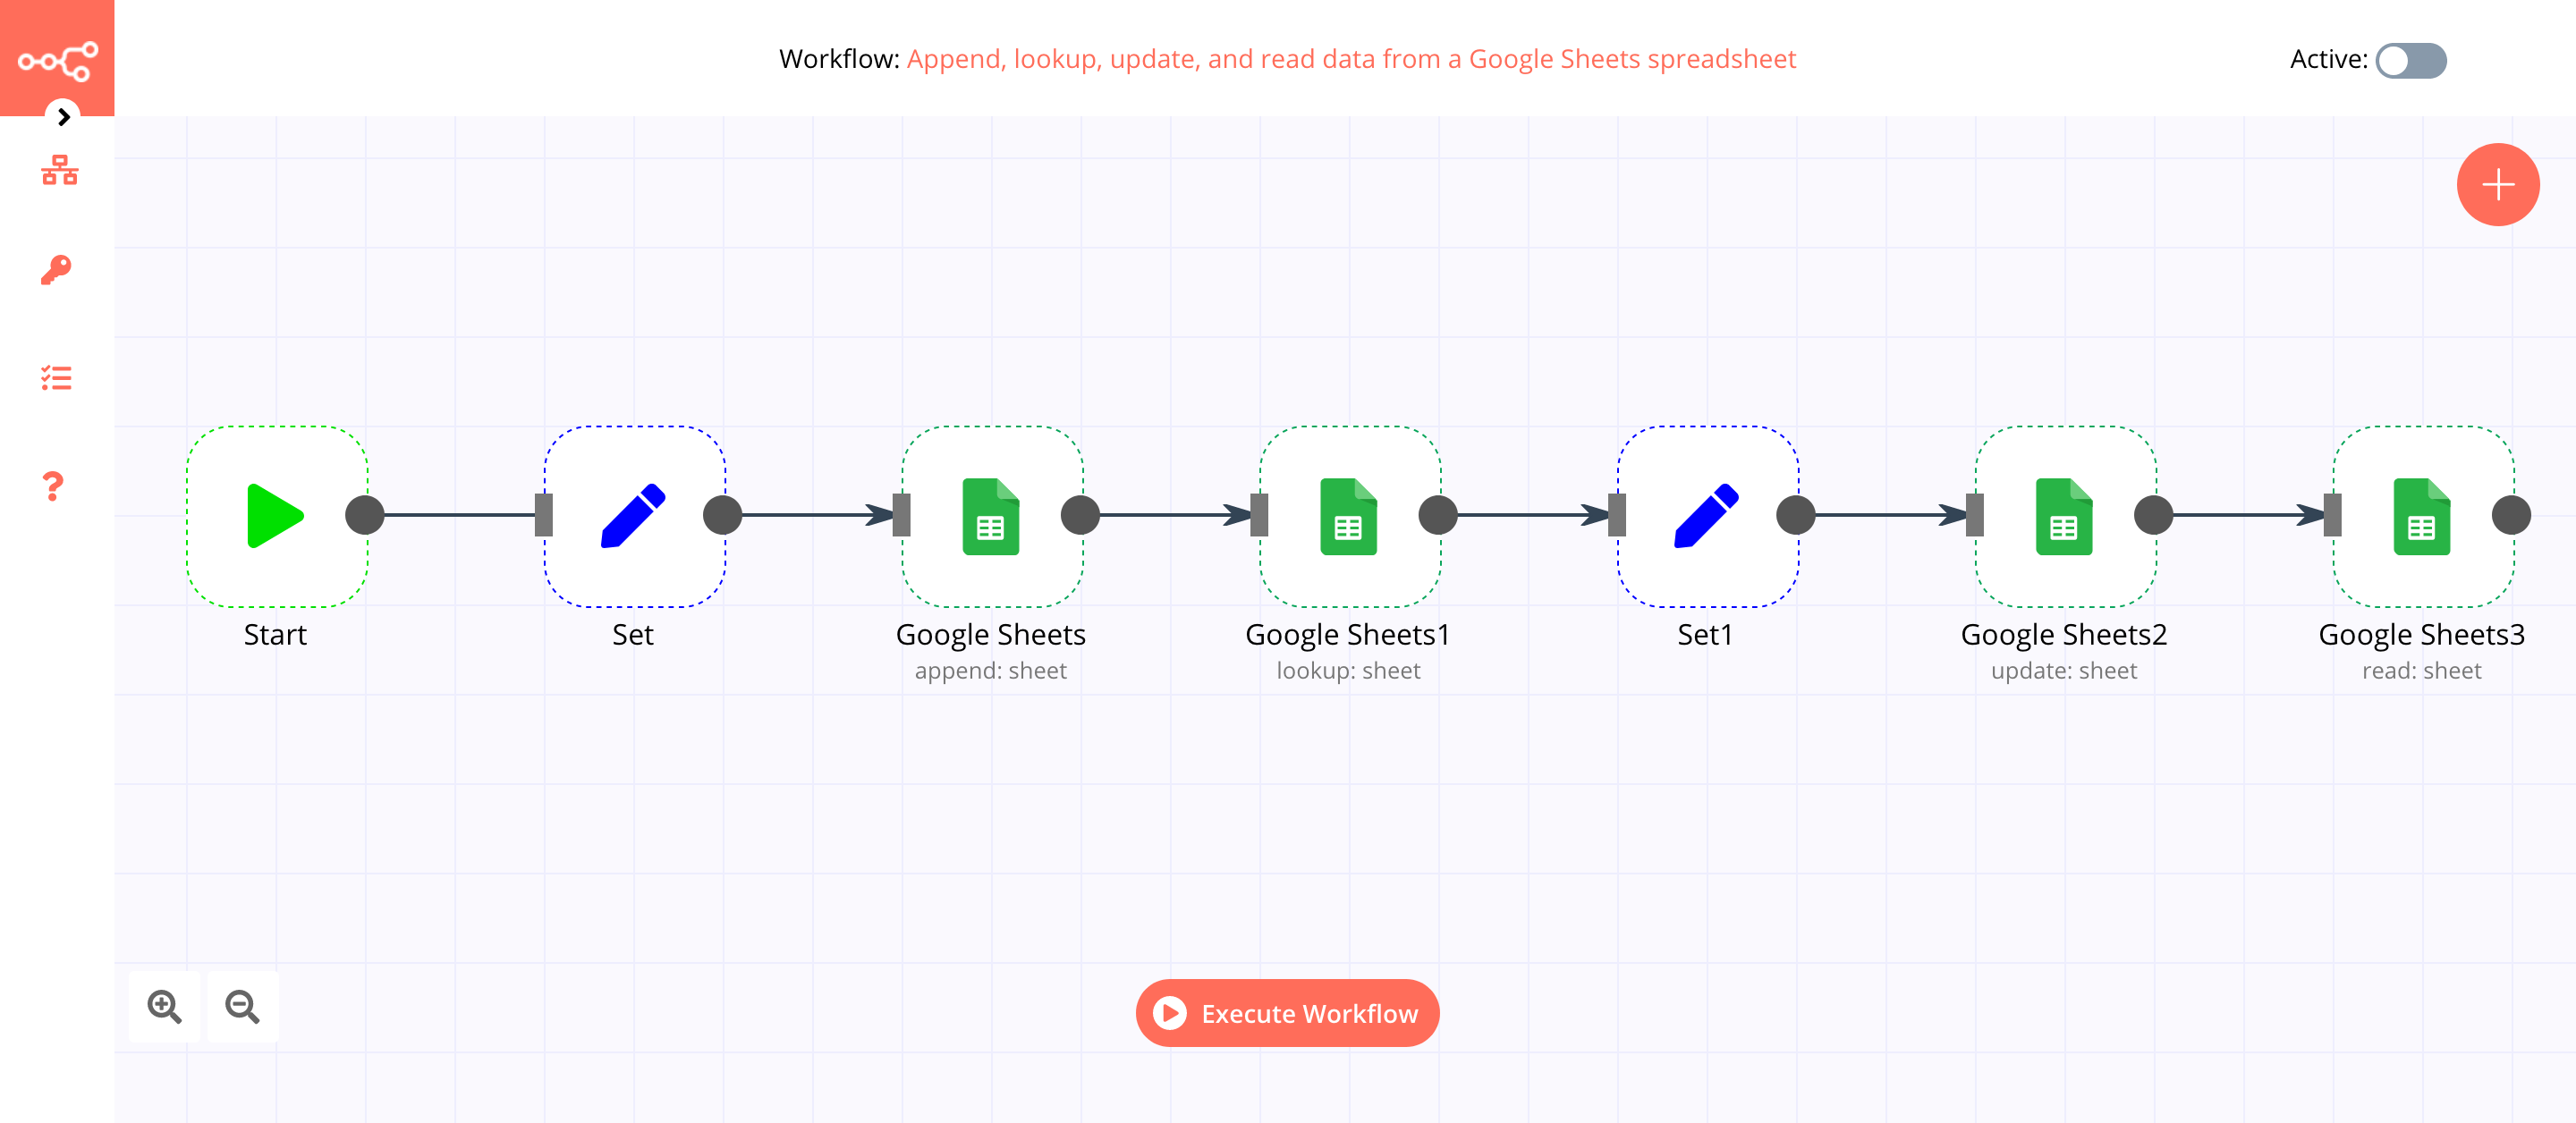 Workflow: Append, lookup, update, and read data from a Google Sheets spreadsheet
Active:
Start
Set
Google Sheets
append: sheet
Google Sheets1
lookup: sheet
Set1
Google Sheets2
update: sheet
Google Sheets3
read: sheet
Execute Workflow